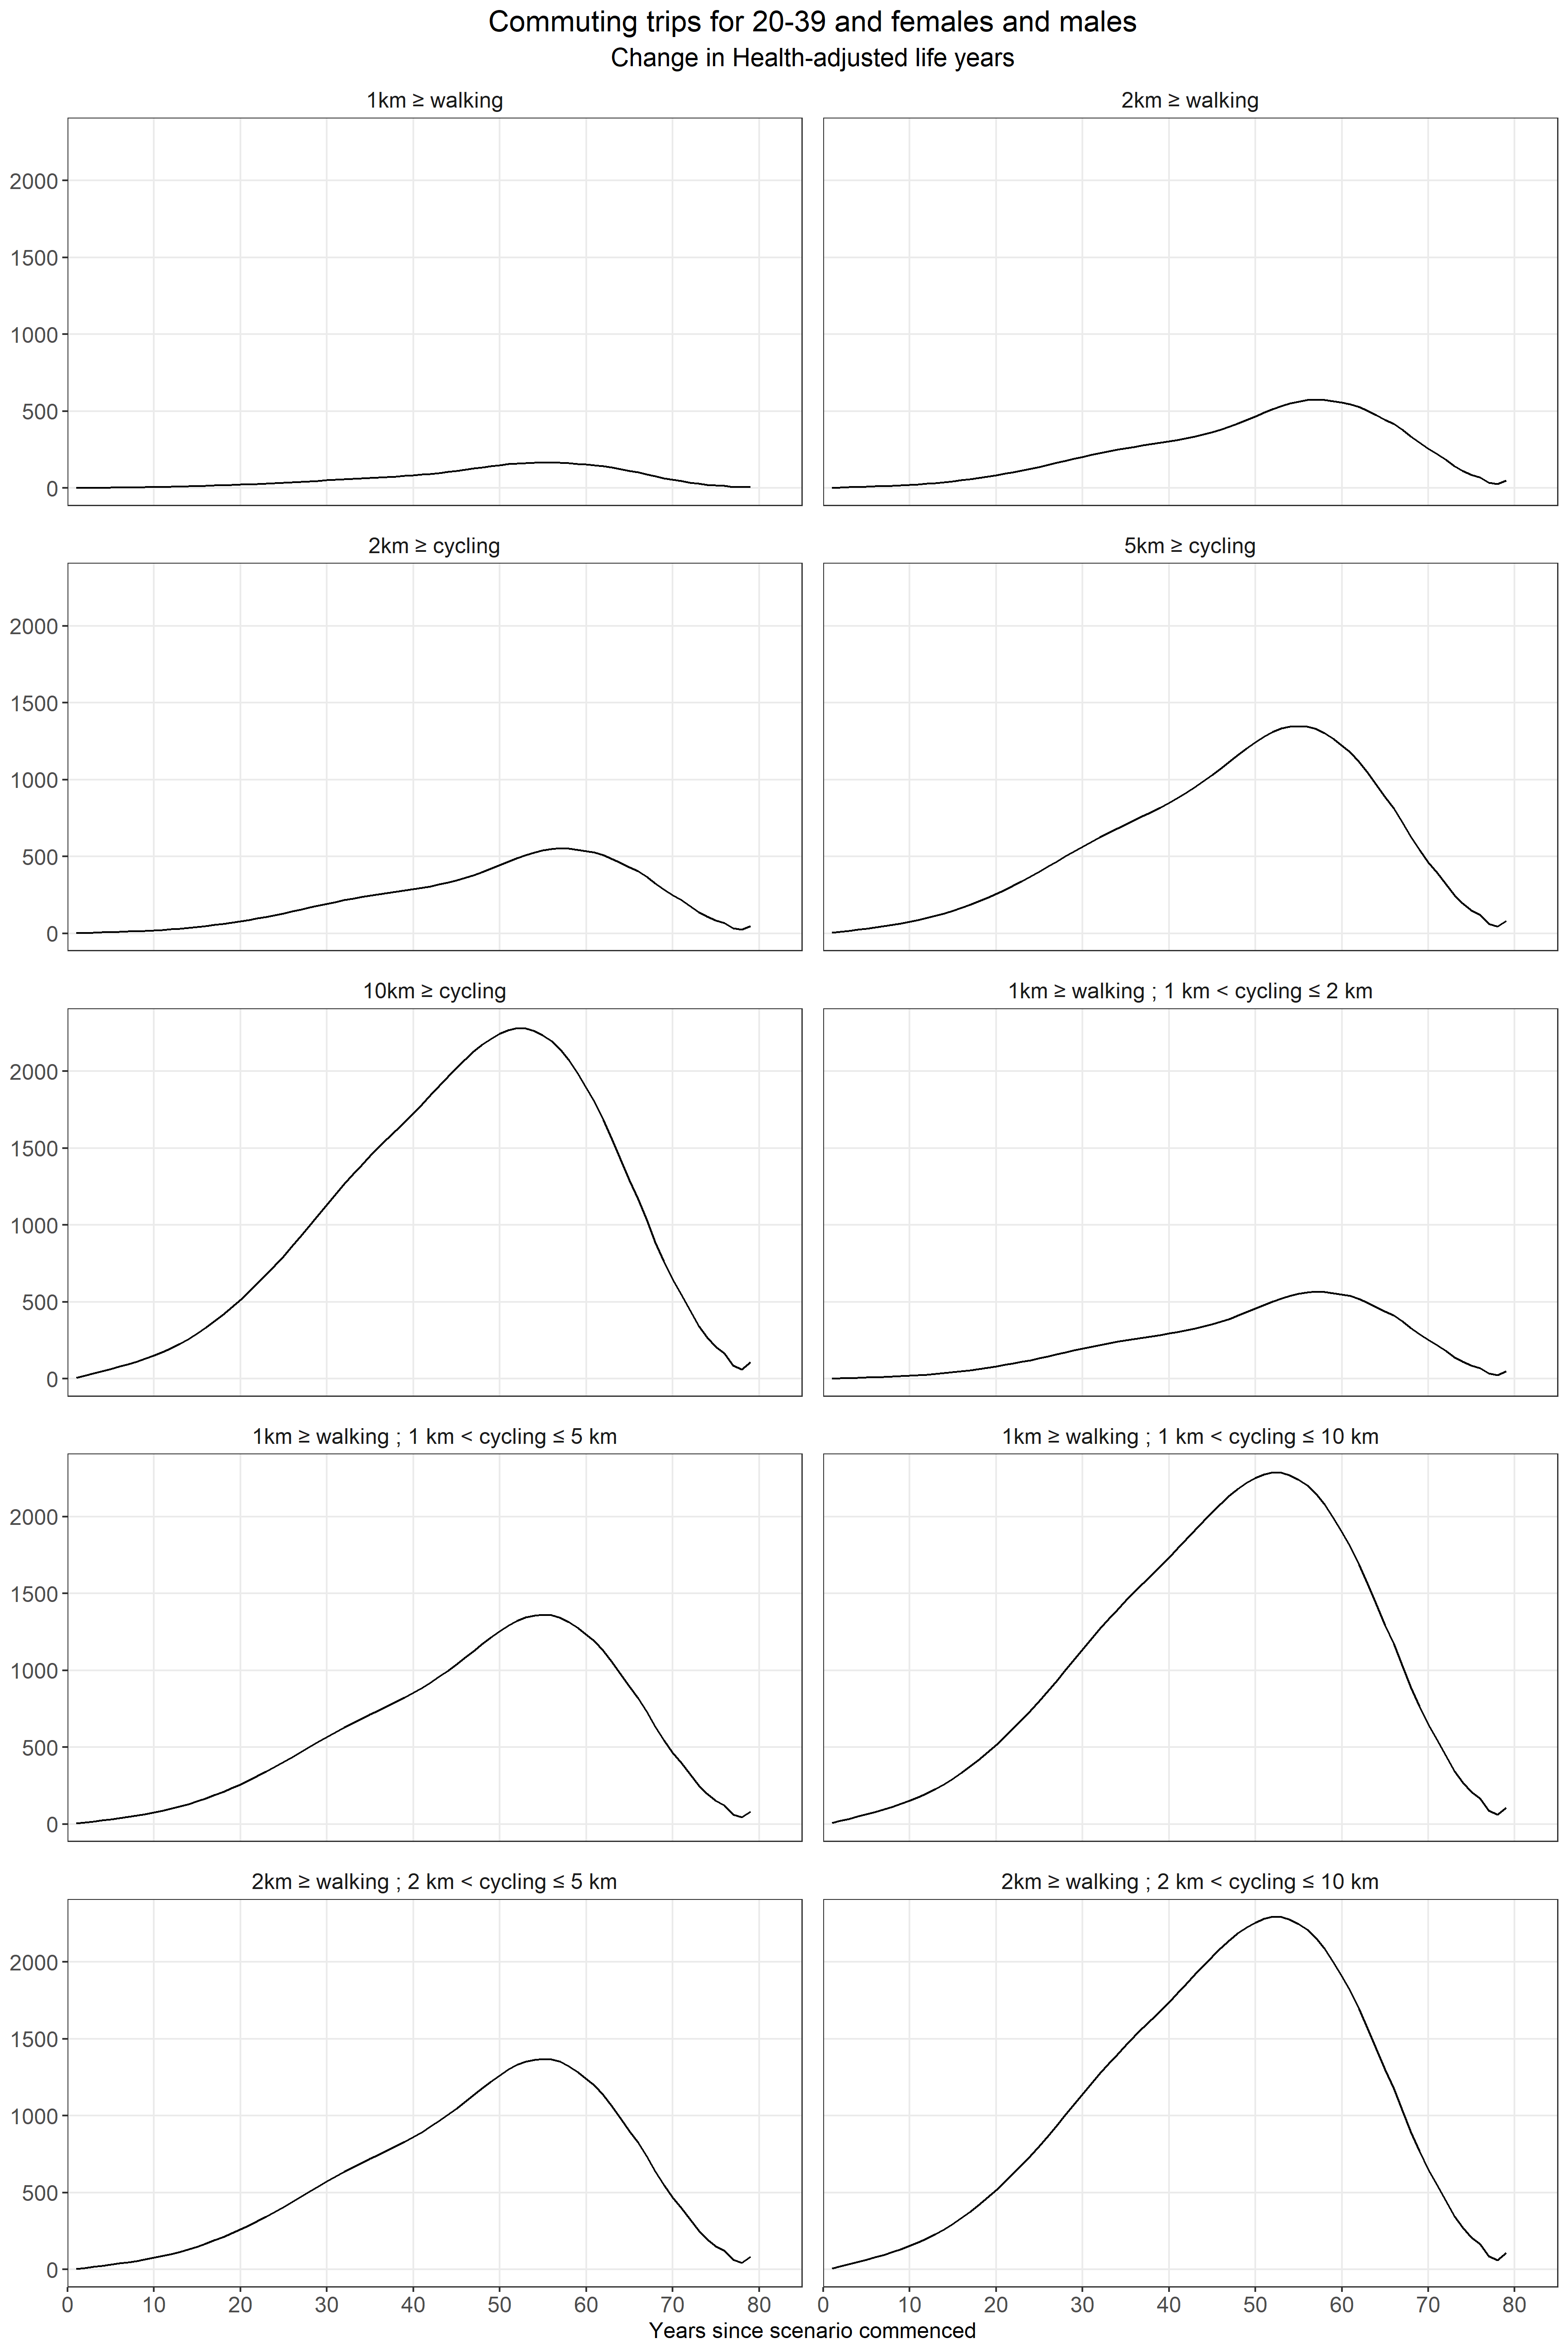 Commuting trips for 20-39 and females and males
Change in Health-adjusted life years
1km ≥ walking
2km ≥ walking
2000
1500
1000
500
0
2km ≥ cycling
5km ≥ cycling
2000
1500
1000
500
0
10km ≥ cycling
1km ≥ walking ; 1 km < cycling ≤ 2 km
2000
1500
1000
500
0
1km ≥ walking ; 1 km < cycling ≤ 5 km
1km ≥ walking ; 1 km < cycling ≤ 10 km
2000
1500
1000
500
0
2km ≥ walking ; 2 km < cycling ≤ 5 km
2km ≥ walking ; 2 km < cycling ≤ 10 km
2000
1500
1000
500
0
0 10 20 30 40 50 60 70 80 0 10 20 30 40 50 60 70 80
Years since scenario commenced